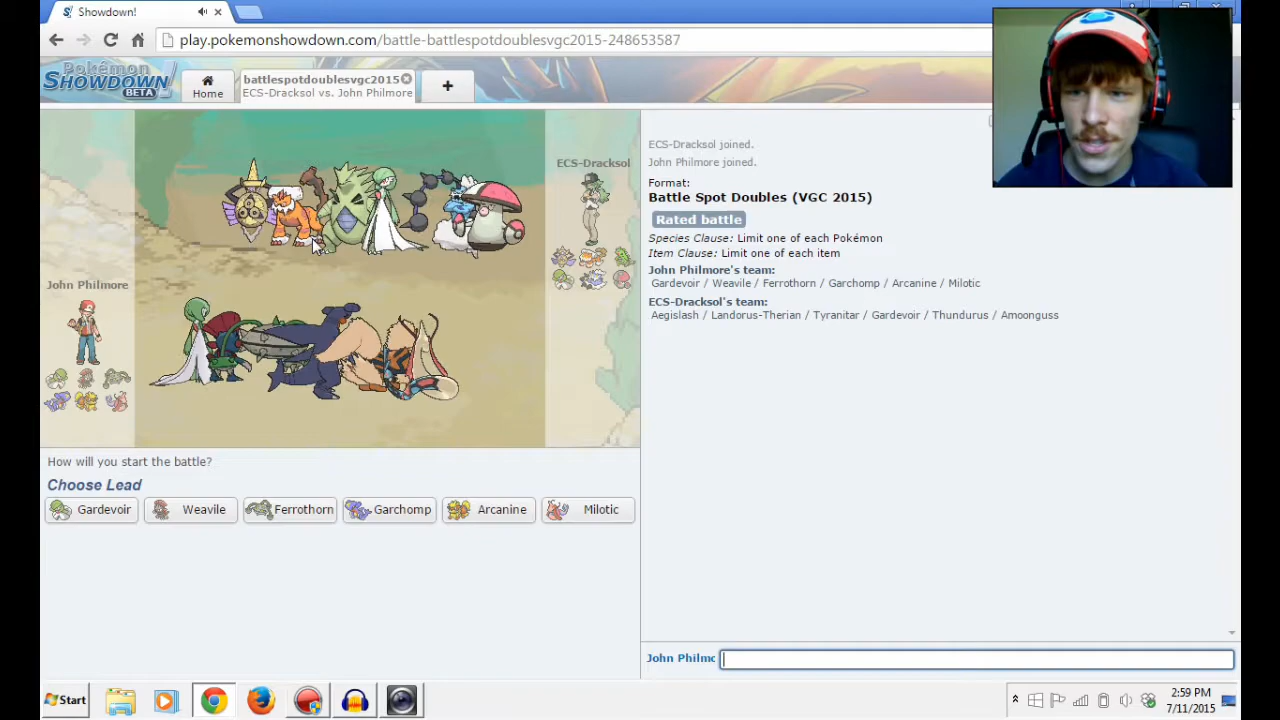 Showdown!
play.pokemonshowdown.com/battle-battlespotdoublesvgc2015-248653587
Pokémon
SHOWDOWN
BETA
Home
battlespotdoublesvgc2015
ECS-Dracksol vs. John Philmore
+
ECS-Dracksol
John Philmore
ECS-Dracksol joined.
John Philmore joined.
Format:
Battle Spot Doubles (VGC 2015)
Rated battle
Species Clause: Limit one of each Pokémon
Item Clause: Limit one of each item
John Philmore's team:
Gardevoir / Weavile / Ferrothorn / Garchomp / Arcanine / Milotic
ECS-Dracksol's team:
Aegislash / Landorus-Therian / Tyranitar / Gardevoir / Thundurus / Amoonguss
How will you start the battle?
Choose Lead
Gardevoir
Weavile
Ferrothorn
Garchomp
Arcanine
Milotic
John Philmo
Start
2:59 PM
7/11/2015